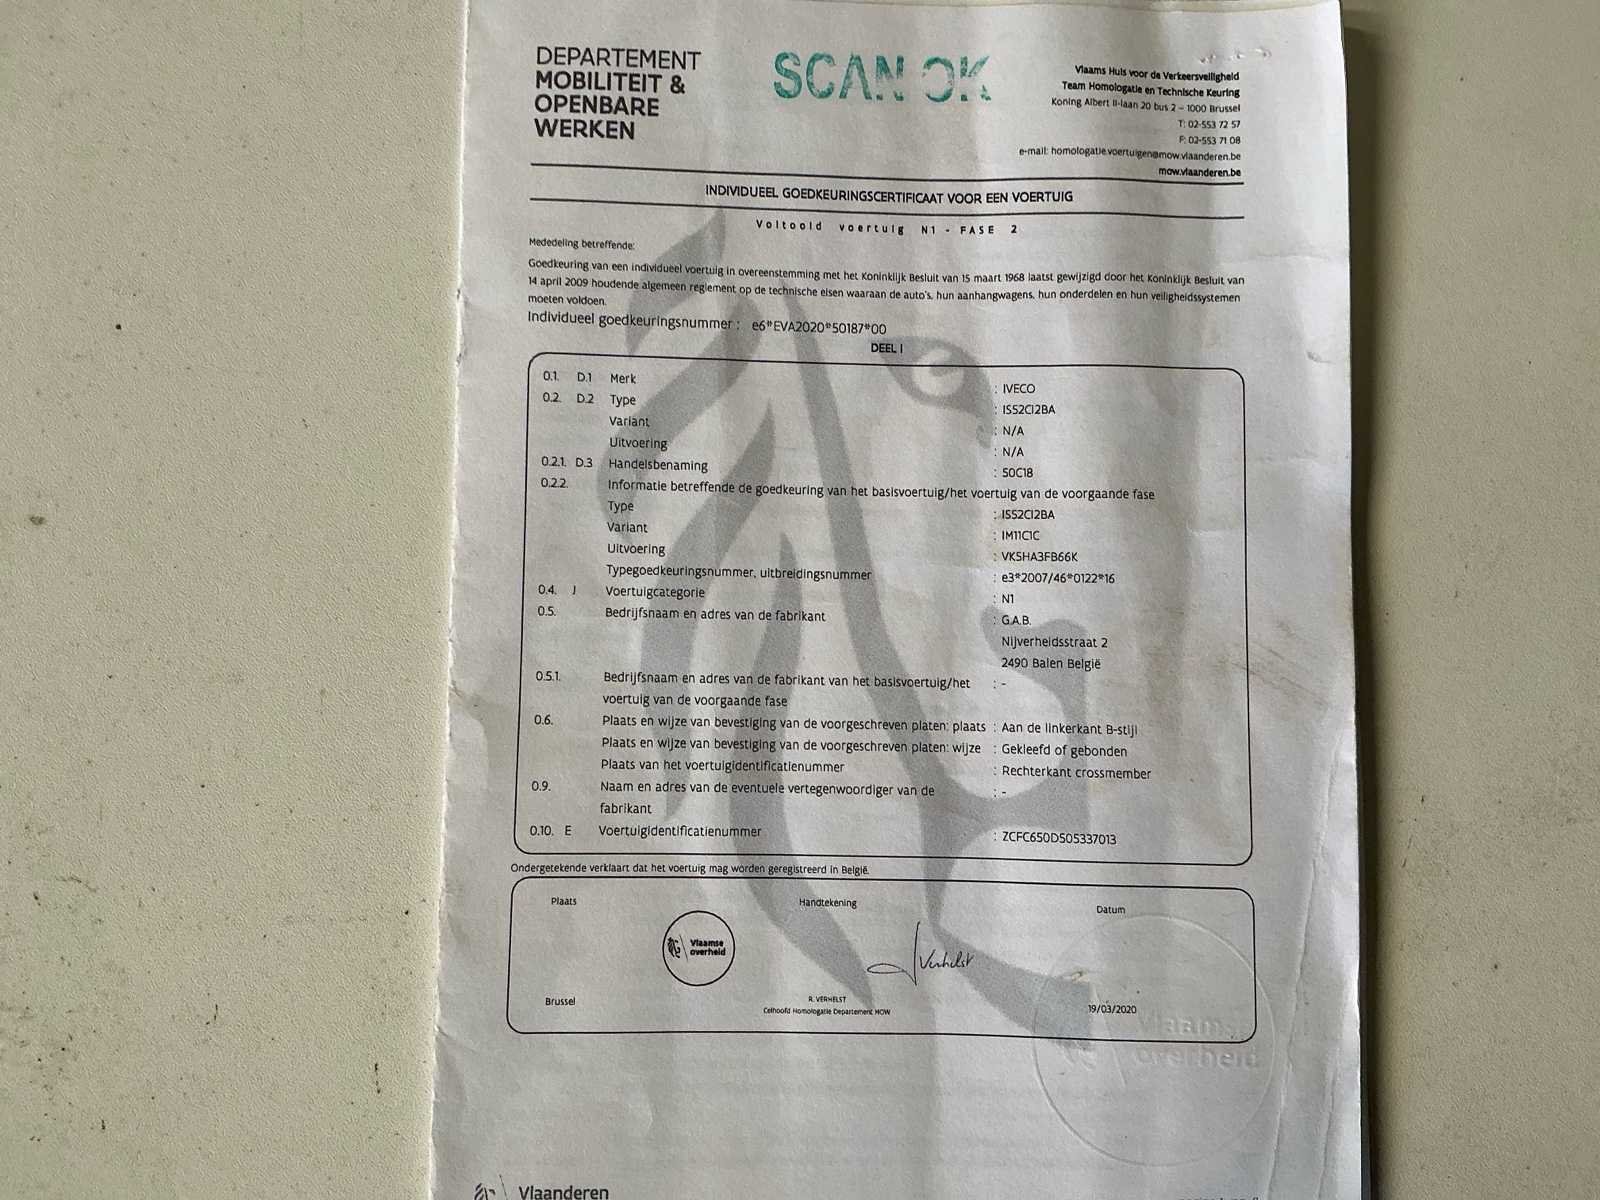 DEPARTEMENT
MOBILITEIT &
OPENBARE
WERKEN
SCAN OK
Vlaams Huis voor de Verkeersveiligheid
Team Homologatie en Technische Keuring
Koning Albert II-laan 20 bus 2 – 1000 Brussel
T: 02-553 72 57
F: 02-553 71 08
e-mail: homologatie.voertuigen@mow.vlaanderen.be
mow.vlaanderen.be
INDIVIDUEEL GOEDKEURINGSCERTIFICAAT VOOR EEN VOERTUIG
Voltooid voertuig N1 - FASE 2
Mededeling betreffende:
Goedkeuring van een individueel voertuig in overeenstemming met het Koninklijk Besluit van 15 maart 1968 laatst gewijzigd door het Koninklijk Besluit van
14 april 2009 houdende algemeen reglement op de technische eisen waaraan de auto's, hun aanhangwagens, hun onderdelen en hun veiligheidssystemen
moeten voldoen.
Individueel goedkeuringsnummer : e6*EVA2020*50187*00
DEEL I
0.1. D.1 Merk : IVECO
0.2. D.2 Type : IS52CI2BA
Variant : N/A
Uitvoering : N/A
0.2.1. D.3 Handelsbenaming : 50C18
0.2.2. Informatie betreffende de goedkeuring van het basisvoertuig/het voertuig van de voorgaande fase
Type : IS52CI2BA
Variant : IM11C1C
Uitvoering : VK5HA3FB66K
Typegoedkeuringsnummer, uitbreidingsnummer : e3*2007/46*0122*16
0.4. J Voertuigcategorie : N1
0.5. Bedrijfsnaam en adres van de fabrikant : G.A.B.
Nijverheidsstraat 2
2490 Balen België
0.5.1. Bedrijfsnaam en adres van de fabrikant van het basisvoertuig/het : -
voertuig van de voorgaande fase
0.6. Plaats en wijze van bevestiging van de voorgeschreven platen: plaats : Aan de linkerkant B-stijl
Plaats en wijze van bevestiging van de voorgeschreven platen: wijze : Gekleefd of gebonden
Plaats van het voertuigidentificatienummer : Rechterkant crossmember
0.9. Naam en adres van de eventuele vertegenwoordiger van de : -
fabrikant
0.10. E Voertuigidentificatienummer : ZCFC650D505337013
Ondergetekende verklaart dat het voertuig mag worden geregistreerd in België.
Plaats Handtekening Datum
Vlaamse
overheid
Verhelst
Brussel
R. VERHELST
Celhoofd Homologatie Departement MOW
19/03/2020
Vlaamse
overheid
Vlaanderen